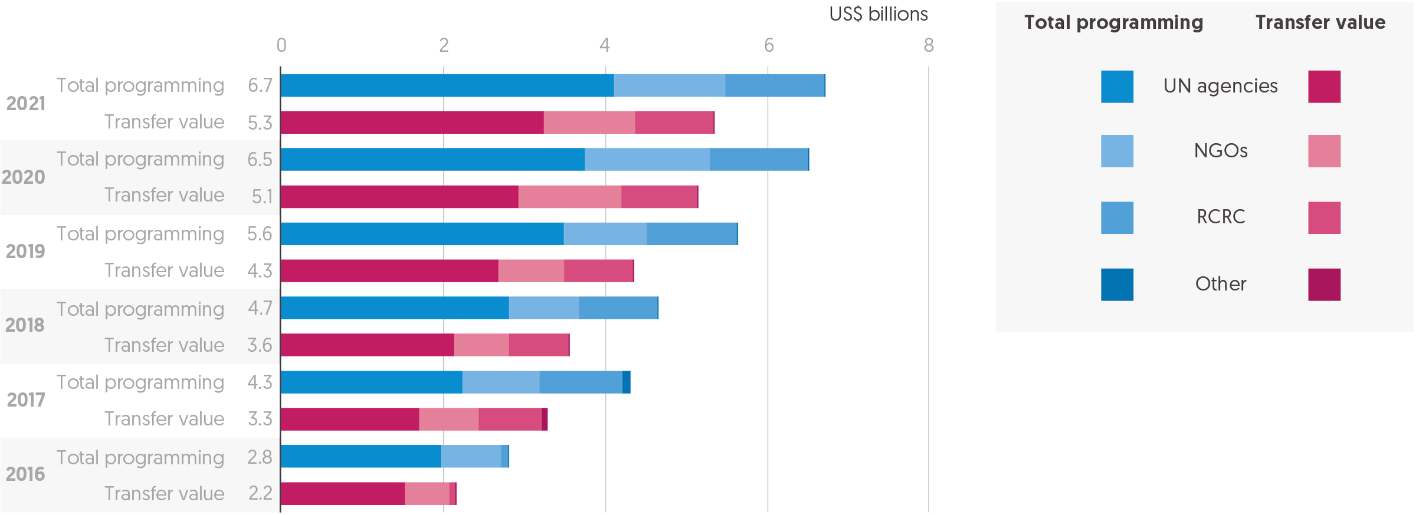 US$ billions
0 2 4 6 8
2021
Total programming 6.7
Transfer value 5.3
2020
Total programming 6.5
Transfer value 5.1
2019
Total programming 5.6
Transfer value 4.3
2018
Total programming 4.7
Transfer value 3.6
2017
Total programming 4.3
Transfer value 3.3
2016
Total programming 2.8
Transfer value 2.2
Total programming Transfer value
UN agencies
NGOs
RCRC
Other